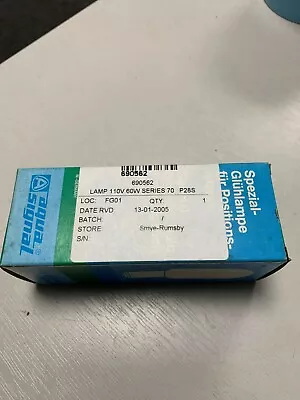 690562
690562
LAMP 110V 60W SERIES 70 P28S
LOC: FG01 QTY: 1
DATE RVD: 13-01-2005
BATCH: /
STORE: Smye-Rumsby
S/N:
aqua
signal
Spezial-
Glühlampe
für Positions-